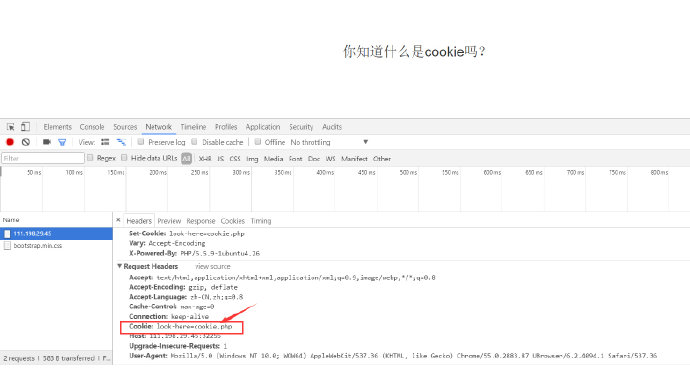 你知道什么是cookie吗？
Elements Console Sources Network Timeline Profiles Application Security Audits
View: Preserve log Disable cache Offline No throttling
Filter Regex Hide data URLs All XHR JS CSS Img Media Font Doc WS Manifest Other
50 ms 100 ms 150 ms 200 ms 250 ms 300 ms 350 ms 400 ms 450 ms 500 ms 550 ms 600 ms 650 ms 700 ms 750 ms 800 ms
Name × Headers Preview Response Cookies Timing
111.198.29.45
bootstrap.min.css
Set-Cookie: look-here=cookie.php
Vary: Accept-Encoding
X-Powered-By: PHP/5.5.9-1ubuntu4.26
Request Headers view source
Accept: text/html,application/xhtml+xml,application/xml;q=0.9,image/webp,*/*;q=0.8
Accept-Encoding: gzip, deflate
Accept-Language: zh-CN,zh;q=0.8
Cache-Control: max-age=0
Connection: keep-alive
Cookie: look-here=cookie.php
Host: 111.198.29.45:32255
Upgrade-Insecure-Requests: 1
User-Agent: Mozilla/5.0 (Windows NT 10.0; WOW64) AppleWebKit/537.36 (KHTML, like Gecko) Chrome/55.0.2883.87 UBrowser/6.2.4094.1 Safari/537.36
2 requests | 583 B transferred | F...